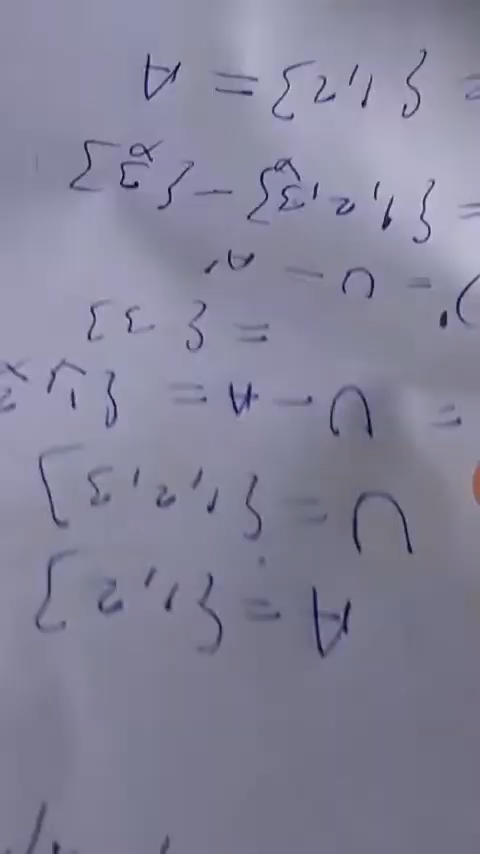 A = {1,2}
U = {1,2,3}
= U - A = {1,
= {3}
)' = U - A'
= {1,2,3} - {3}
= {1,2} = A